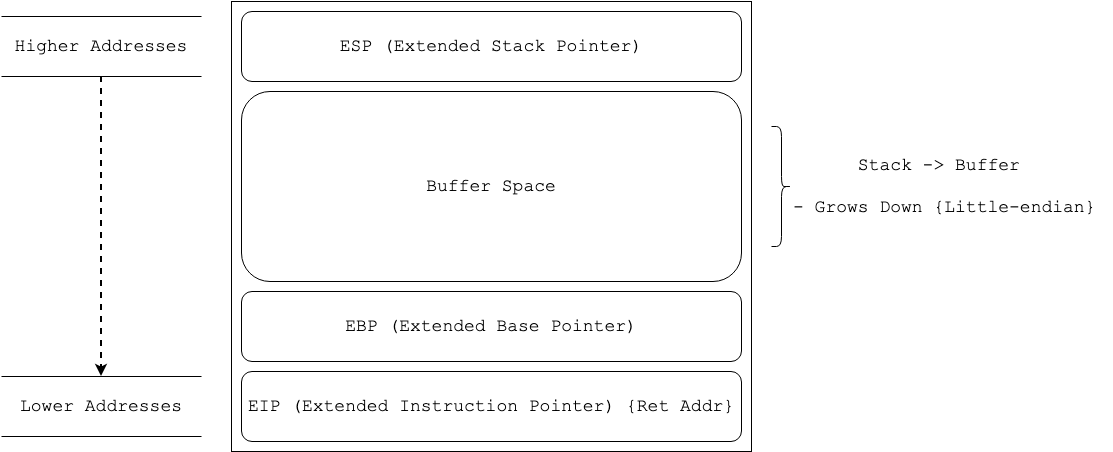 Higher Addresses
ESP (Extended Stack Pointer)
Buffer Space
Stack -> Buffer
- Grows Down {Little-endian}
EBP (Extended Base Pointer)
Lower Addresses
EIP (Extended Instruction Pointer) {Ret Addr}